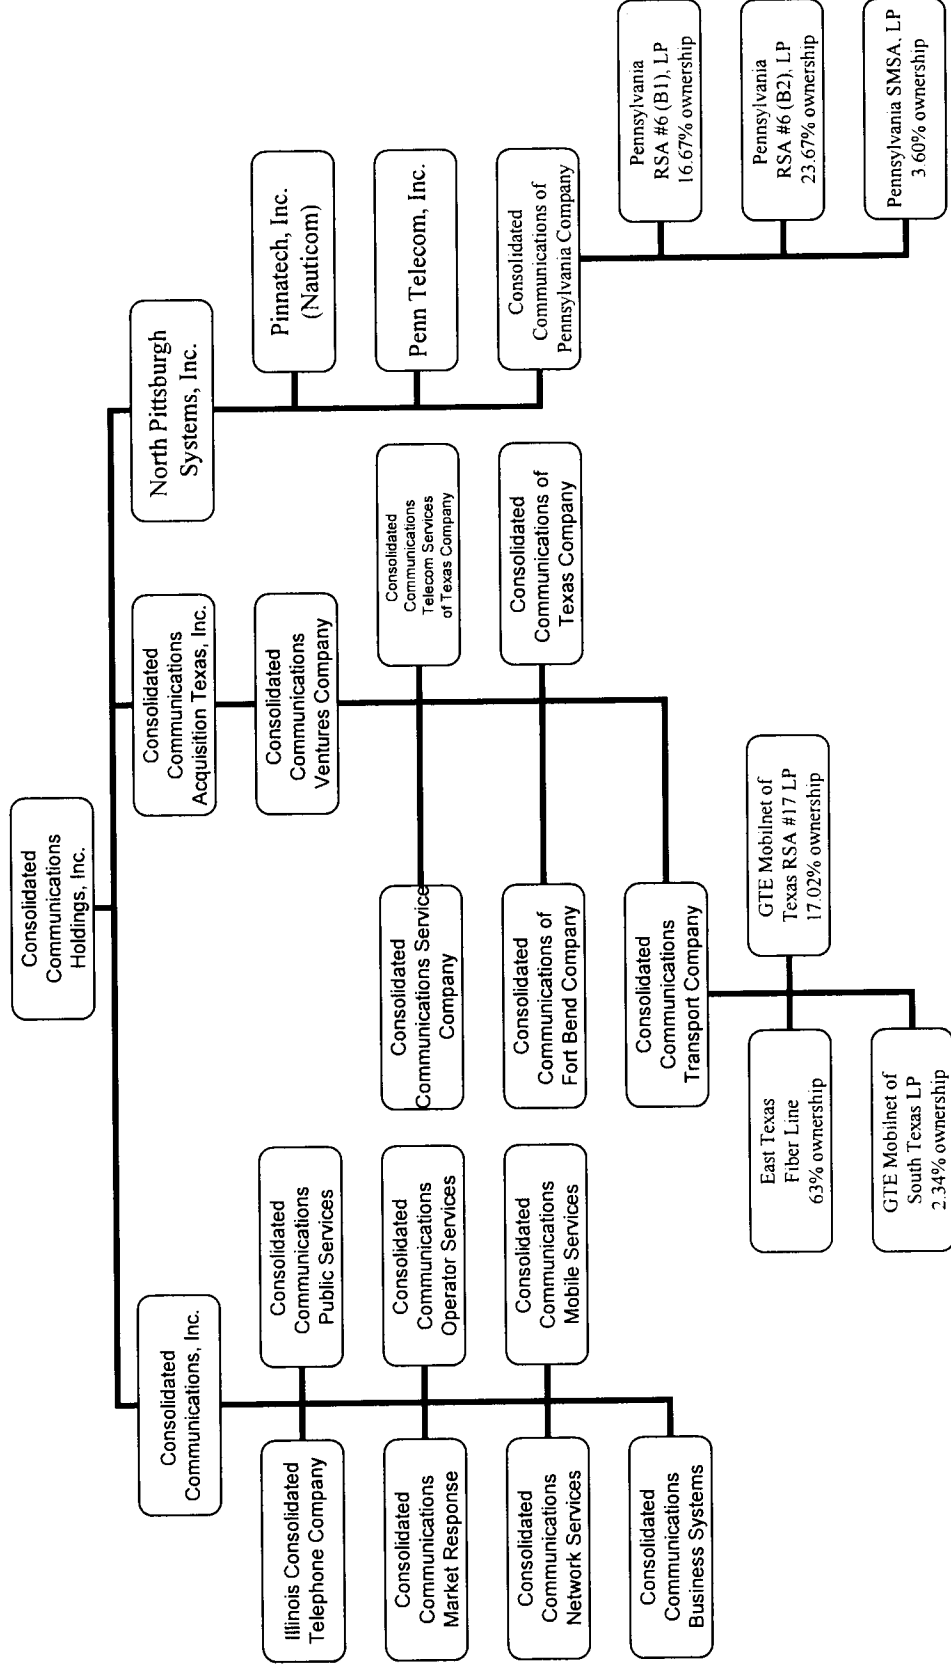 Consolidated
Communications
Holdings, Inc.
Consolidated
Communications, Inc.
Consolidated
Communications
Acquisition Texas, Inc.
North Pittsburgh
Systems, Inc.
Illinois Consolidated
Telephone Company
Consolidated
Communications
Public Services
Consolidated
Communications
Market Response
Consolidated
Communications
Operator Services
Consolidated
Communications
Network Services
Consolidated
Communications
Mobile Services
Consolidated
Communications
Business Systems
Consolidated
Communications
Ventures Company
Consolidated
Communications Service
Company
Consolidated
Communications
Telecom Services
of Texas Company
Consolidated
Communications of
Fort Bend Company
Consolidated
Communications of
Texas Company
Consolidated
Communications
Transport Company
East Texas
Fiber Line
63% ownership
GTE Mobilnet of
Texas RSA #17 LP
17.02% ownership
GTE Mobilnet of
South Texas LP
2.34% ownership
Pinnatech, Inc.
(Nauticom)
Penn Telecom, Inc.
Consolidated
Communications of
Pennsylvania Company
Pennsylvania
RSA #6 (B1), LP
16.67% ownership
Pennsylvania
RSA #6 (B2), LP
23.67% ownership
Pennsylvania SMSA, LP
3.60% ownership